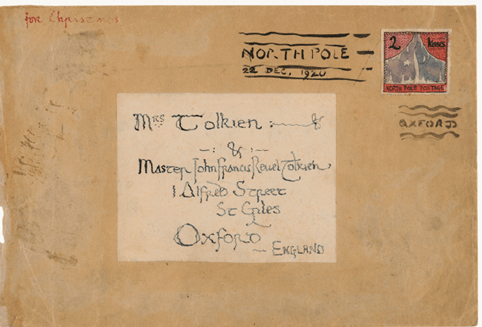 for Christmas
NORTH POLE
22 DEC, 1920
2 Kisses
NORTH POLE POSTAGE
OXFORD
Mrs Tolkien
&
Master John Francis Reuel Tolkien
1 Alfred Street
St Giles
Oxford
ENGLAND